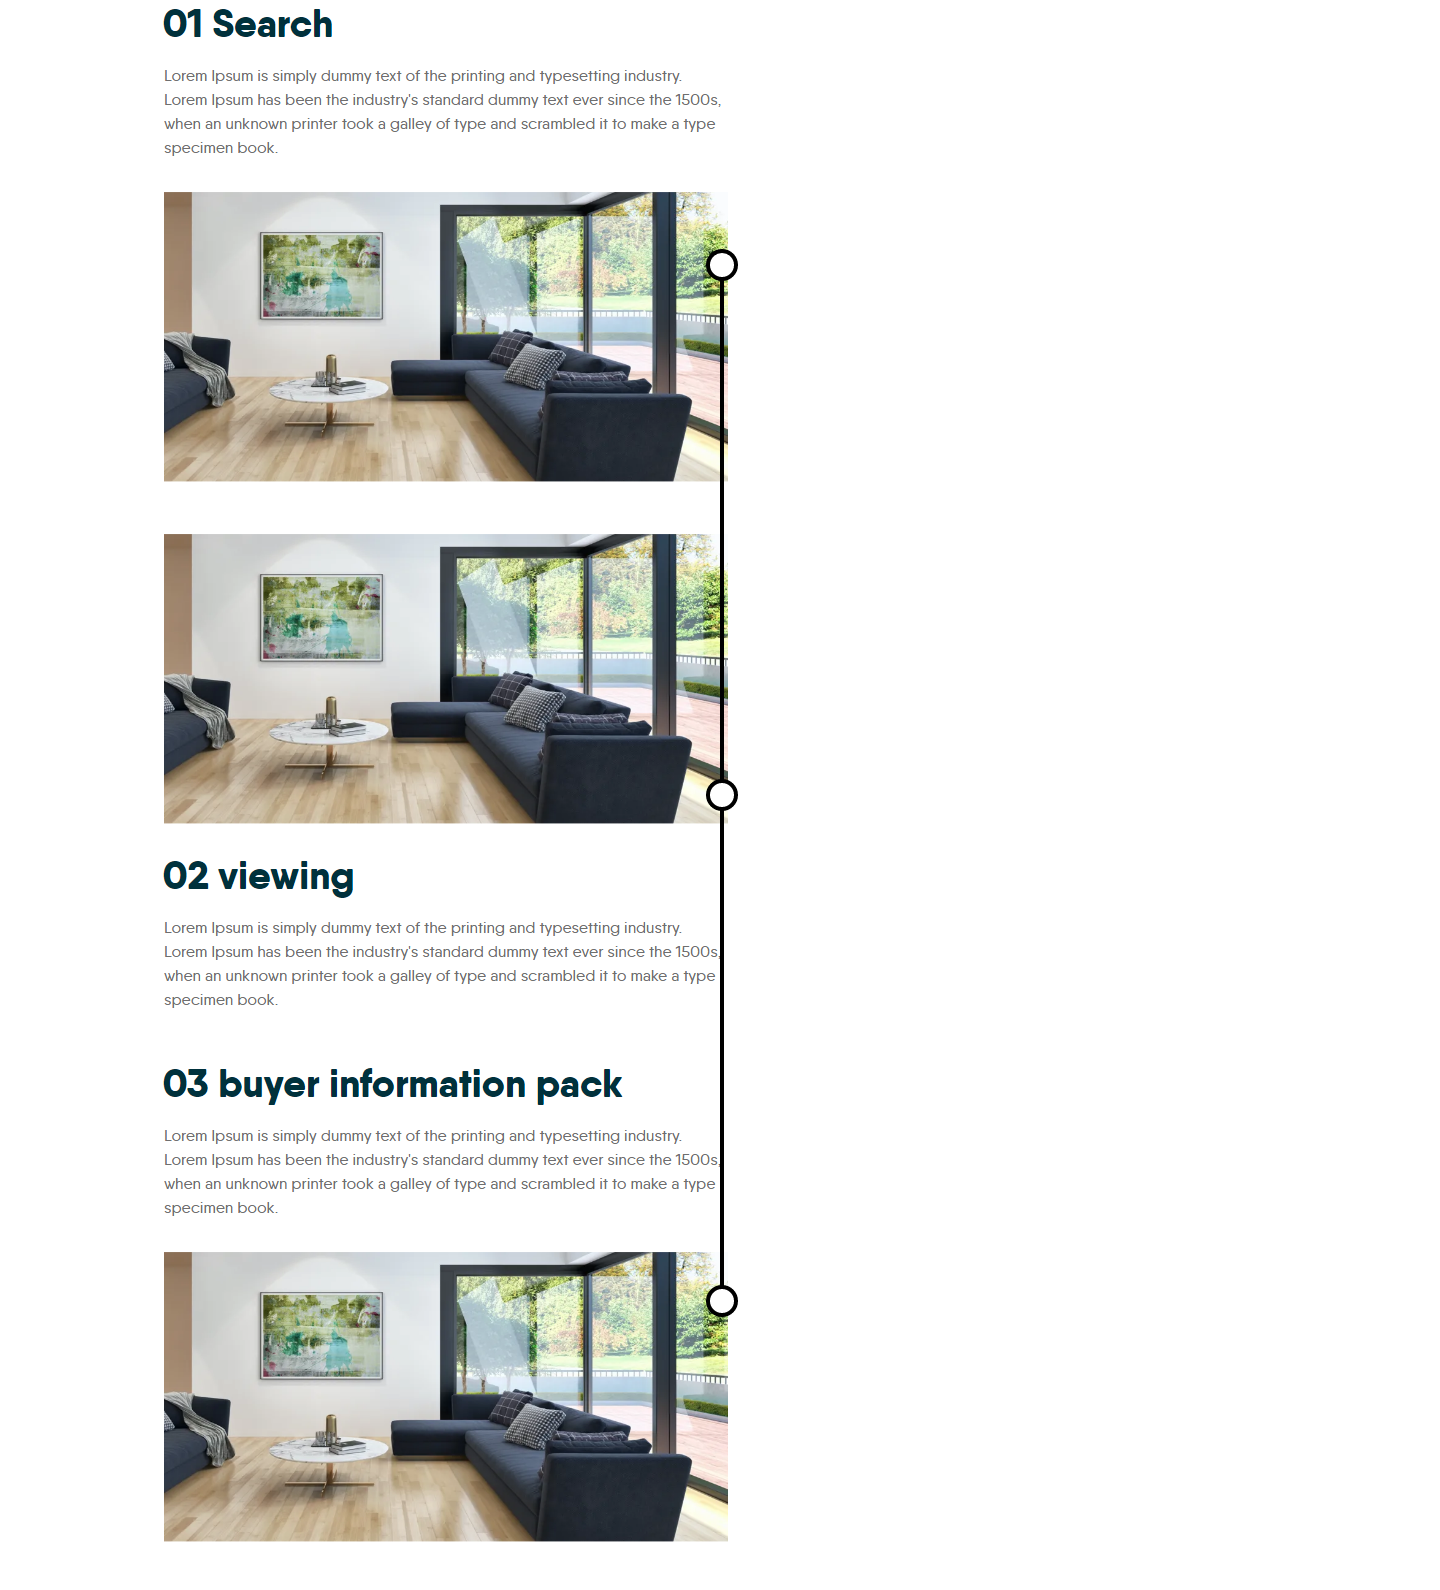 01 Search
Lorem Ipsum is simply dummy text of the printing and typesetting industry.
Lorem Ipsum has been the industry's standard dummy text ever since the 1500s,
when an unknown printer took a galley of type and scrambled it to make a type
specimen book.
02 viewing
Lorem Ipsum is simply dummy text of the printing and typesetting industry.
Lorem Ipsum has been the industry's standard dummy text ever since the 1500s,
when an unknown printer took a galley of type and scrambled it to make a type
specimen book.
03 buyer information pack
Lorem Ipsum is simply dummy text of the printing and typesetting industry.
Lorem Ipsum has been the industry's standard dummy text ever since the 1500s,
when an unknown printer took a galley of type and scrambled it to make a type
specimen book.